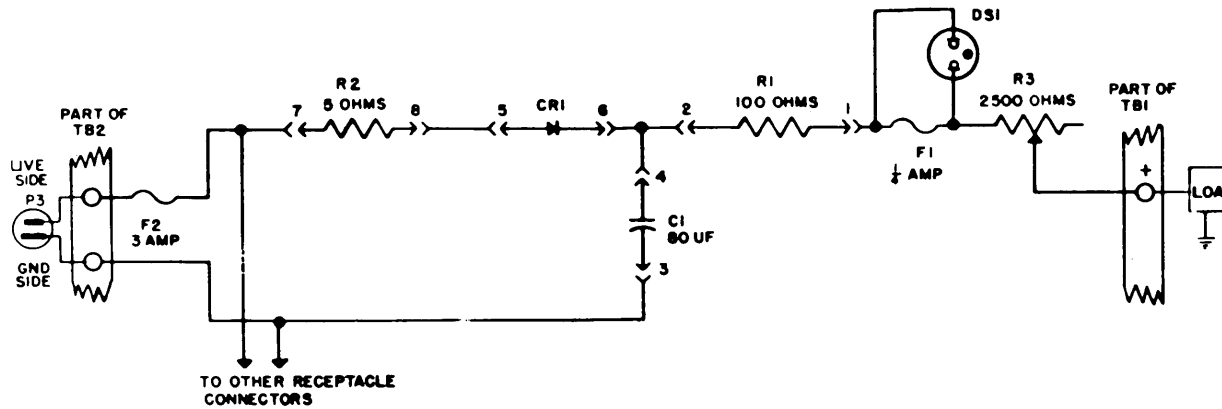 DS1
R2
5 OHMS
CR1
R1
100 OHMS
R3
2500 OHMS
PART OF
TB2
PART OF
TB1
7
8
5
6
2
1
F1
¼ AMP
LIVE
SIDE
P3
F2
3 AMP
GND
SIDE
4
C1
80 UF
3
+
LOA
TO OTHER RECEPTACLE
CONNECTORS